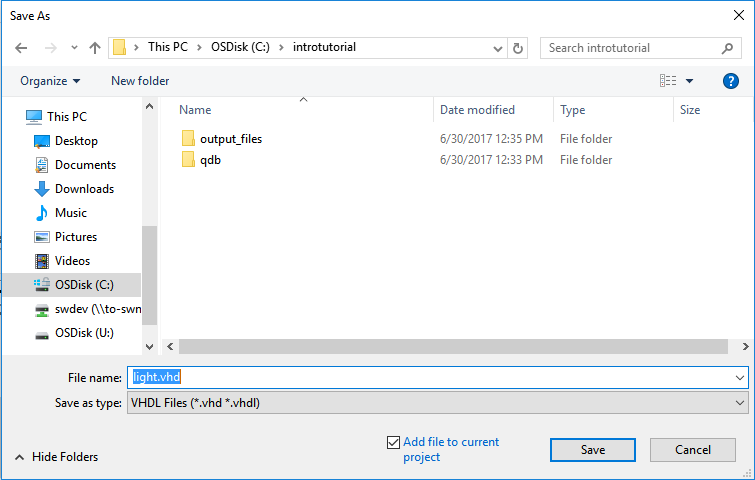 Save As
This PC > OSDisk (C:) > introtutorial
Search introtutorial
Organize
New folder
?
Name
Date modified
Type
Size
This PC
Desktop
Documents
Downloads
Music
Pictures
Videos
OSDisk (C:)
swdev (\\to-swn
OSDisk (U:)
output_files 6/30/2017 12:35 PM File folder
qdb 6/30/2017 12:33 PM File folder
File name: light.vhd
Save as type: VHDL Files (*.vhd *.vhdl)
Hide Folders
Add file to current
project
Save
Cancel